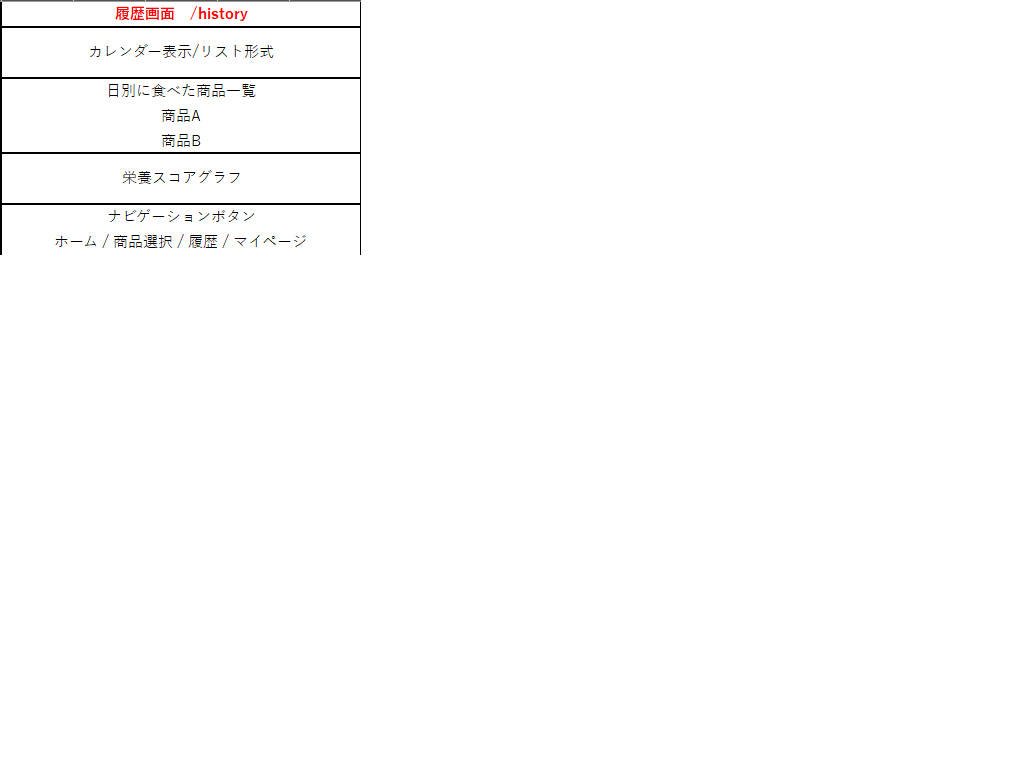 履歴画面　/history
カレンダー表示/リスト形式
日別に食べた商品一覧
商品A
商品B
栄養スコアグラフ
ナビゲーションボタン
ホーム / 商品選択 / 履歴 / マイページ